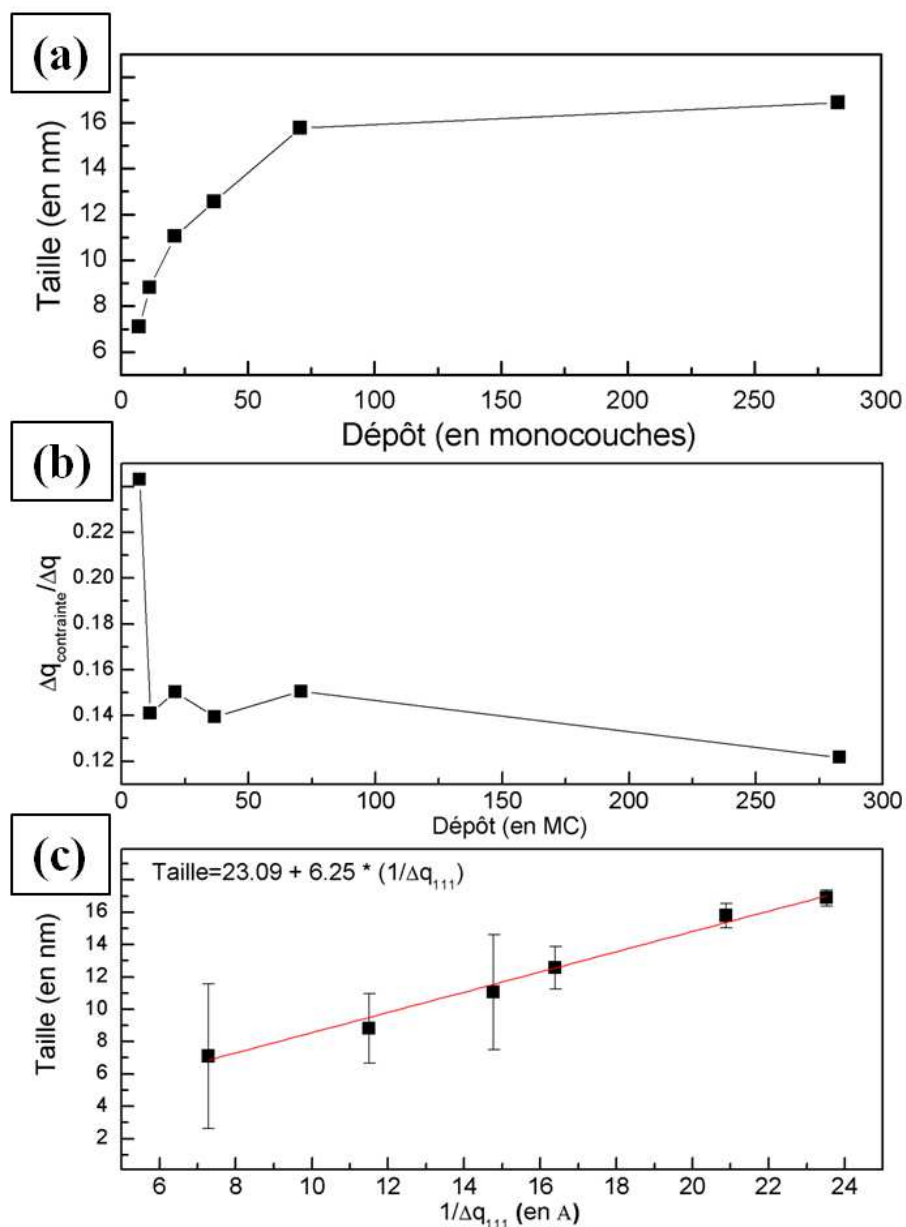 (a)
Taille (en nm)
16
14
12
10
8
6
0 50 100 150 200 250 300
Dépôt (en monocouches)
(b)
Δq_contrainte/Δq
0.22
0.20
0.18
0.16
0.14
0.12
0 50 100 150 200 250 300
Dépôt (en MC)
(c)
Taille=23.09 + 6.25 * (1/Δq₁₁₁)
Taille (en nm)
16
14
12
10
8
6
4
2
6 8 10 12 14 16 18 20 22 24
1/Δq₁₁₁ (en A)